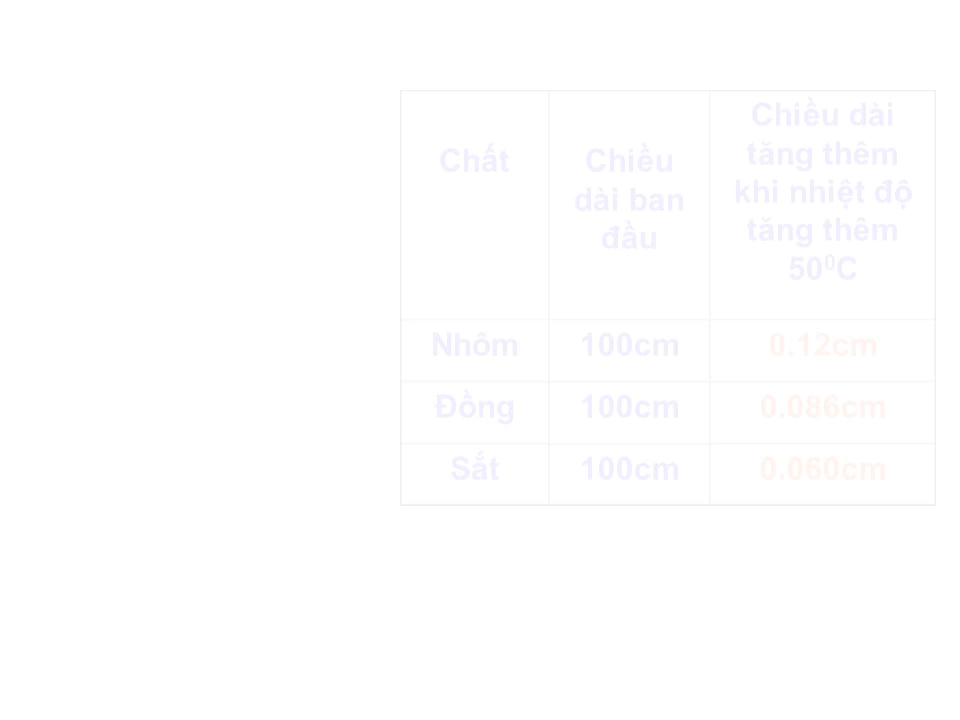 Chất
Chiều
dài ban
đầu
Chiều dài
tăng thêm
khi nhiệt độ
tăng thêm
50⁰C
Nhôm 100cm 0.12cm
Đồng 100cm 0.086cm
Sắt 100cm 0.060cm